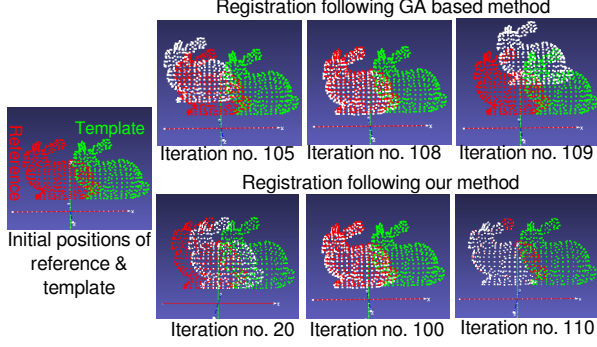 Registration following GA based method
Iteration no. 105
Iteration no. 108
Iteration no. 109
Reference
Template
Initial positions of
reference &
template
Registration following our method
Iteration no. 20
Iteration no. 100
Iteration no. 110